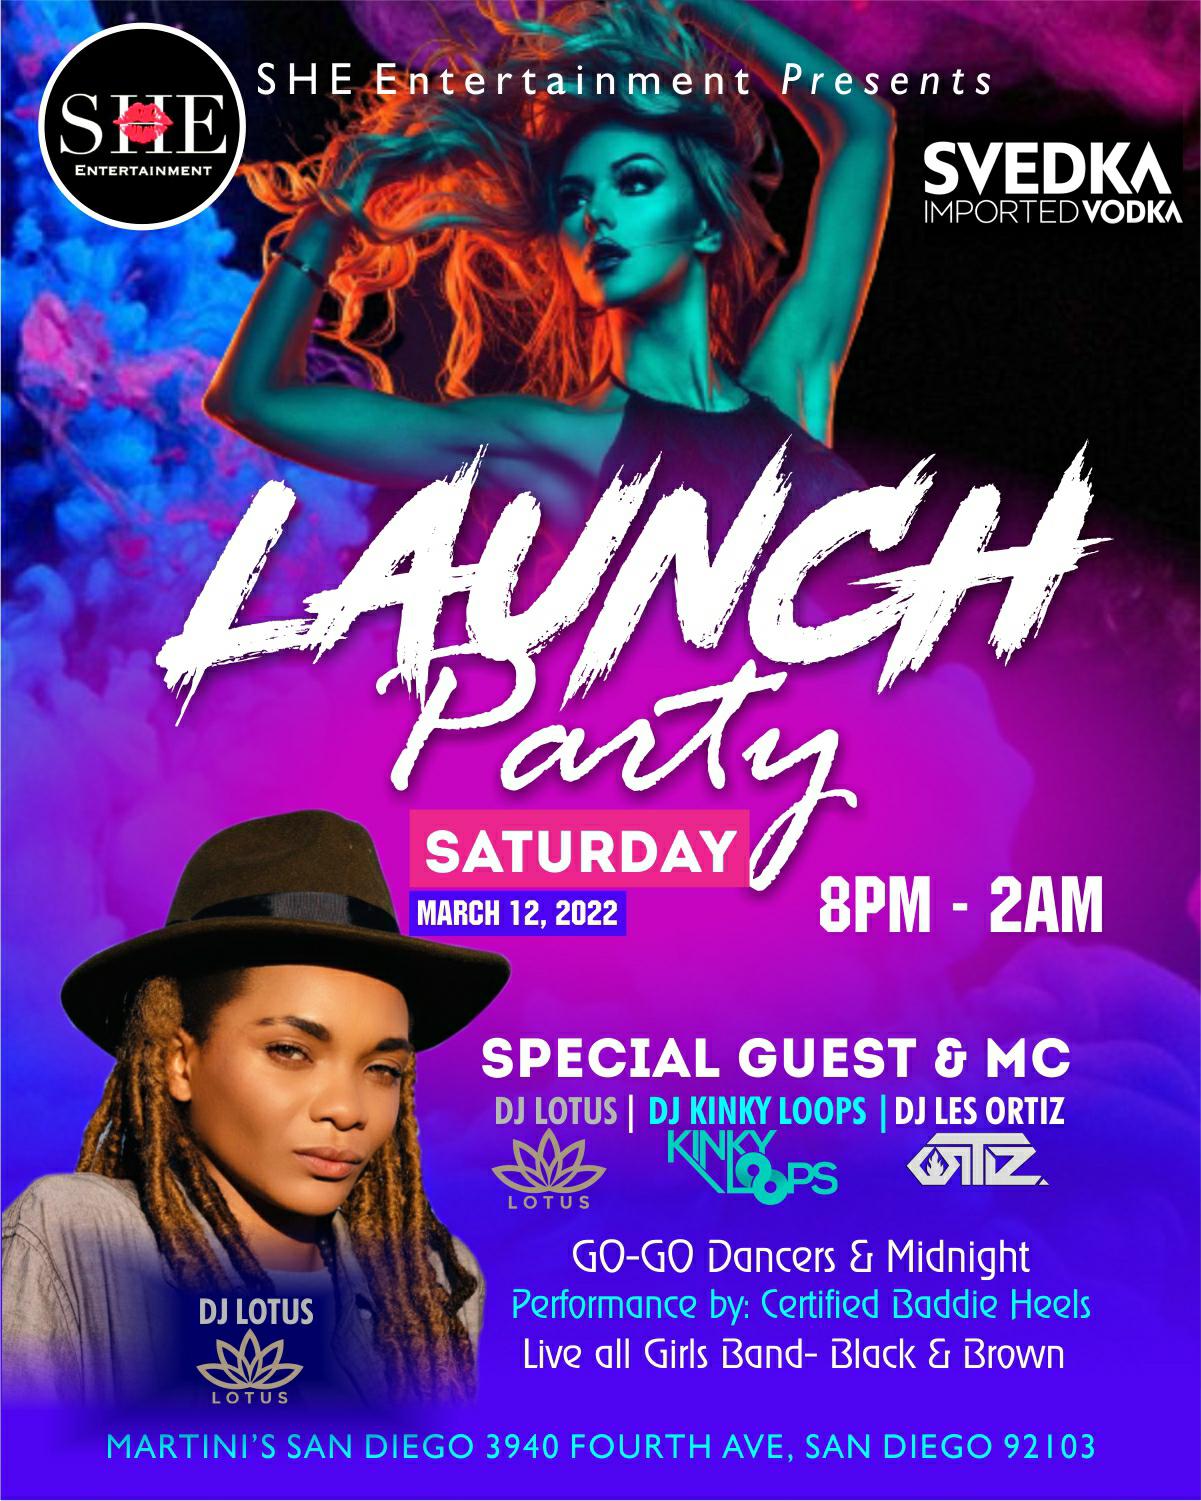 SHE
ENTERTAINMENT
SHE Entertainment Presents
SVEDKA
IMPORTED VODKA
LAUNCH
Party
SATURDAY
MARCH 12, 2022
8PM - 2AM
SPECIAL GUEST & MC
DJ LOTUS | DJ KINKY LOOPS | DJ LES ORTIZ
LOTUS
KINKY
LOOPS
ORTIZ.
GO-GO Dancers & Midnight
Performance by: Certified Baddie Heels
Live all Girls Band- Black & Brown
DJ LOTUS
LOTUS
MARTINI'S SAN DIEGO 3940 FOURTH AVE, SAN DIEGO 92103